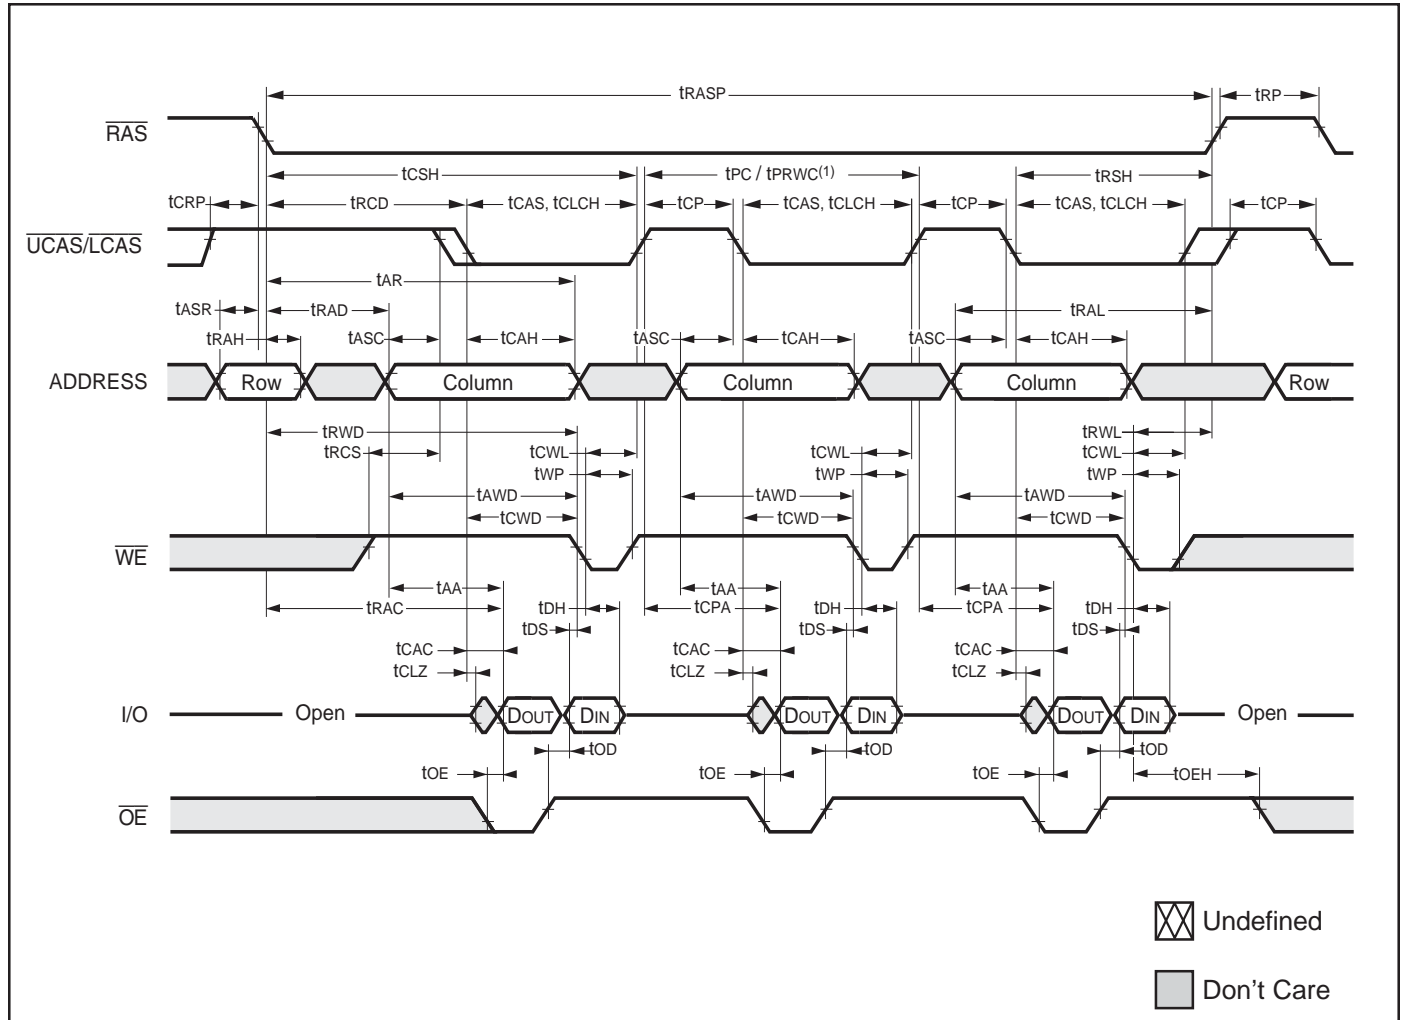 tRASP tRP
RAS
tCSH tPC / tPRWC(1) tRSH
tCRP tRCD tCAS, tCLCH tCP tCAS, tCLCH tCP tCAS, tCLCH tCP
UCAS/LCAS
tAR
tASR tRAD tRAL
tRAH tASC tCAH tASC tCAH tASC tCAH
ADDRESS Row Column Column Column Row
tRWD tRWL
tRCS tCWL tCWL tCWL
tWP tWP tWP
tAWD tAWD tAWD
tCWD tCWD tCWD
WE
tAA tAA tAA
tRAC tDH tCPA tDH tCPA tDH
tDS tDS tDS
tCAC tCAC tCAC
tCLZ tCLZ tCLZ
I/O Open DOUT DIN DOUT DIN DOUT DIN Open
tOD tOD tOD
tOE tOE tOE tOEH
OE
Undefined
Don't Care